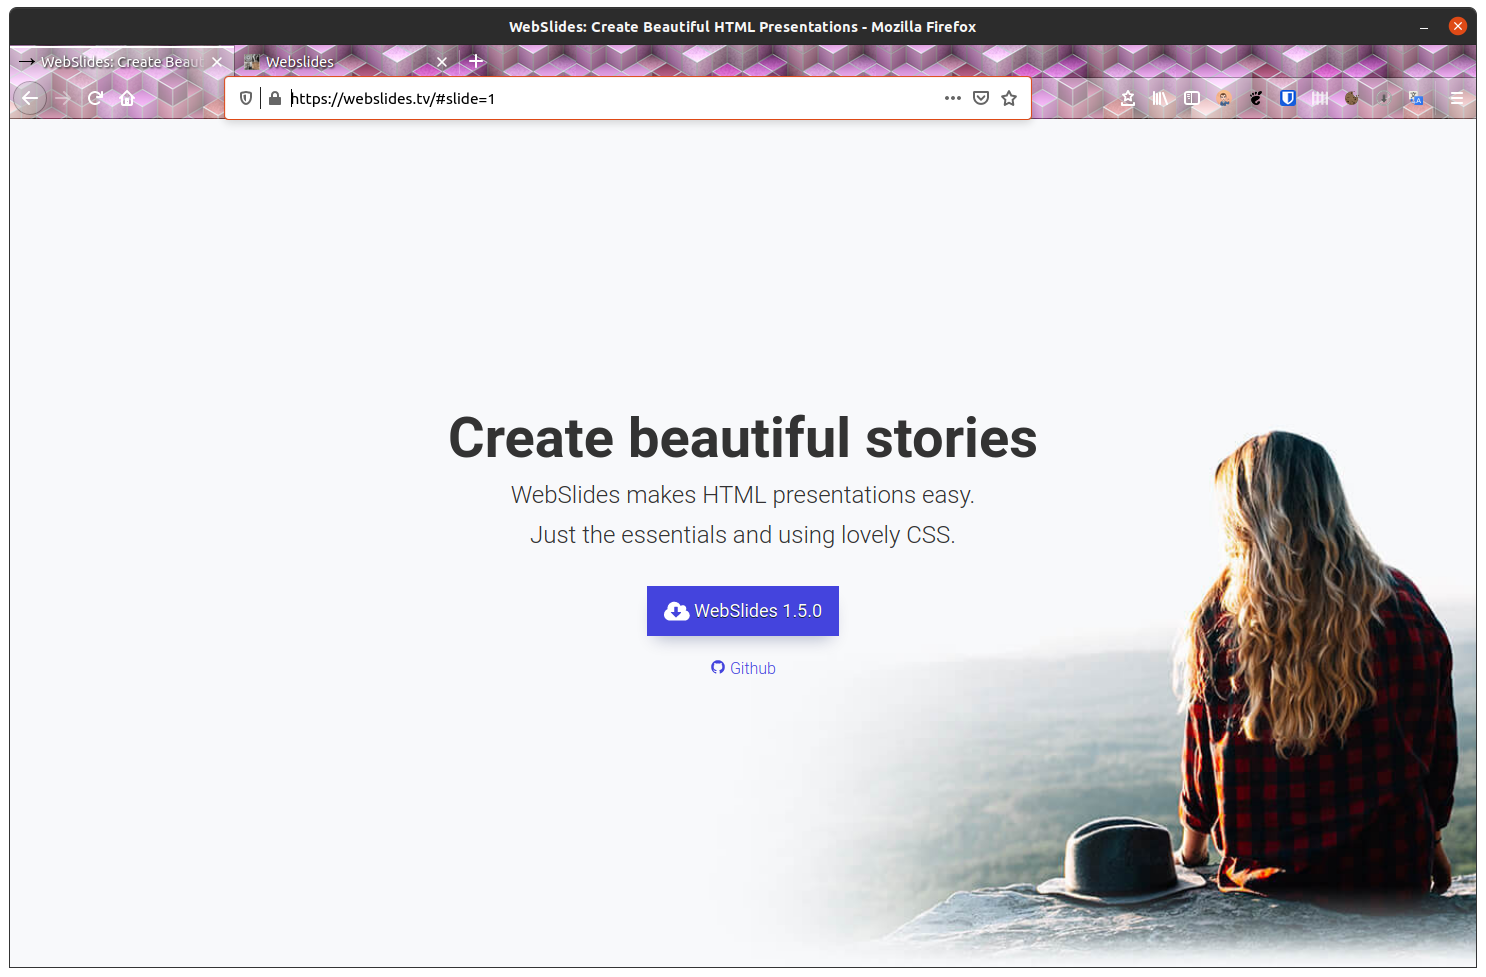 WebSlides: Create Beautiful HTML Presentations - Mozilla Firefox
WebSlides: Create Beaut
Webslides
https://webslides.tv/#slide=1
Create beautiful stories
WebSlides makes HTML presentations easy.
Just the essentials and using lovely CSS.
WebSlides 1.5.0
Github